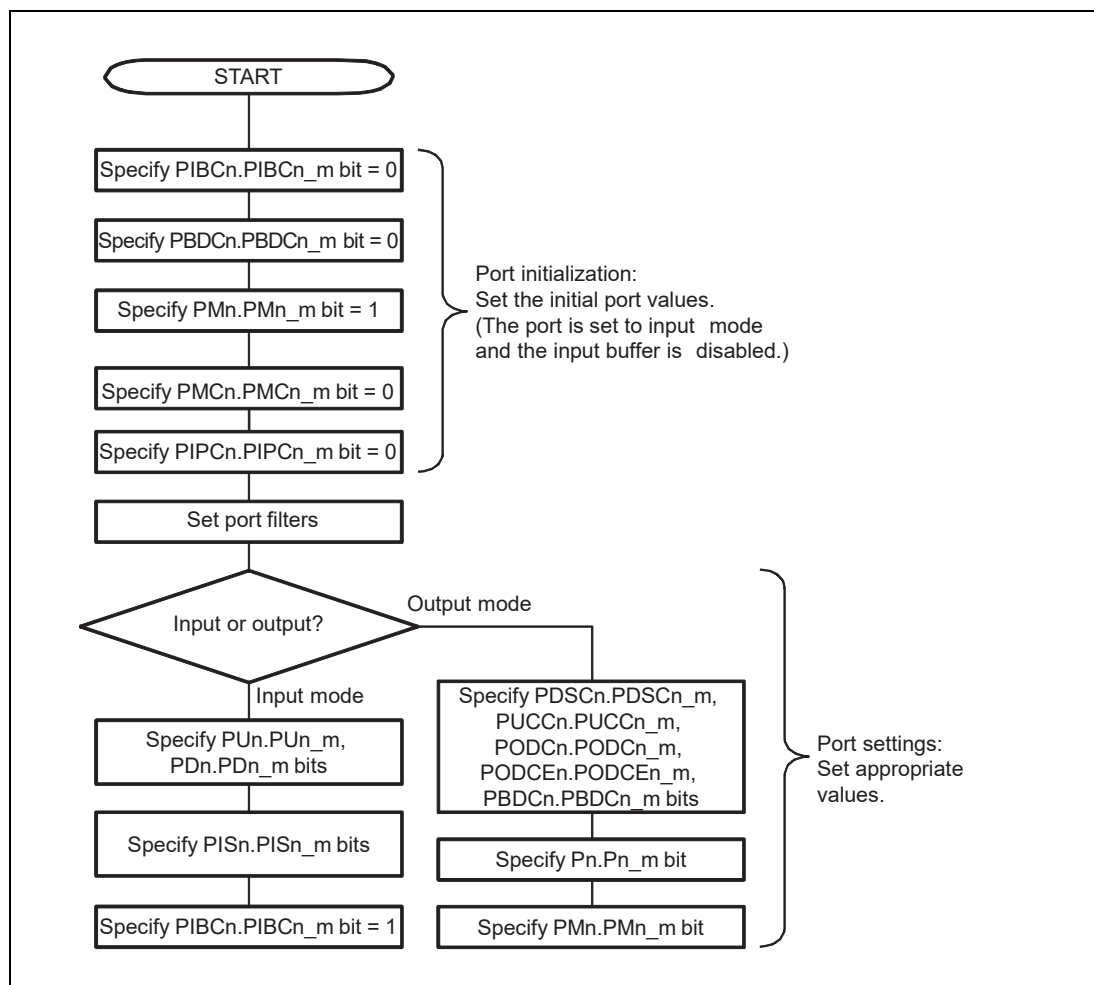 START
Specify PIBCn.PIBCn_m bit = 0
Specify PBDCn.PBDCn_m bit = 0
Specify PMn.PMn_m bit = 1
Specify PMCn.PMCn_m bit = 0
Specify PIPCn.PIPCn_m bit = 0
Port initialization:
Set the initial port values.
(The port is set to input mode
and the input buffer is disabled.)
Set port filters
Input or output?
Output mode
Input mode
Specify PUn.PUn_m,
PDn.PDn_m bits
Specify PISn.PISn_m bits
Specify PIBCn.PIBCn_m bit = 1
Specify PDSCn.PDSCn_m,
PUCCn.PUCCn_m,
PODCn.PODCn_m,
PODCEn.PODCEn_m,
PBDCn.PBDCn_m bits
Specify Pn.Pn_m bit
Specify PMn.PMn_m bit
Port settings:
Set appropriate
values.